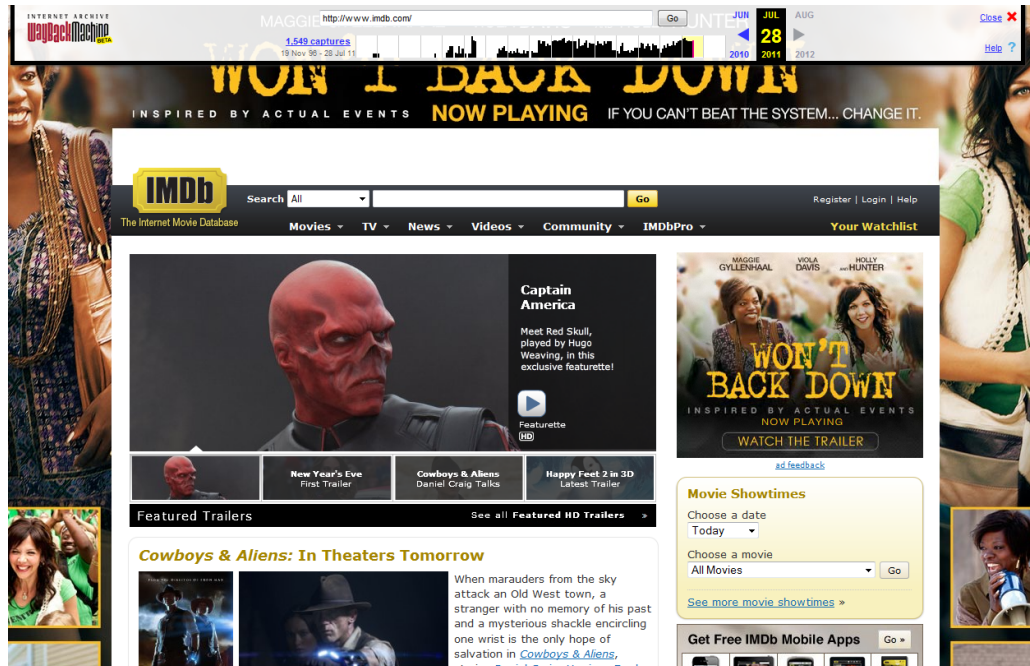 INTERNET ARCHIVE
WayBackMachine
BETA
http://www.imdb.com/
Go
JUN
JUL
AUG
Close
1,549 captures
19 Nov 96 - 28 Jul 11
28
2010
2011
2012
Help ?
MAGGIE
WON'T BACK DOWN
INSPIRED BY ACTUAL EVENTS NOW PLAYING IF YOU CAN'T BEAT THE SYSTEM... CHANGE IT.
IMDb
The Internet Movie Database
Search All Go
Register | Login | Help
Movies TV News Videos Community IMDbPro Your Watchlist
Captain
America
Meet Red Skull,
played by Hugo
Weaving, in this
exclusive featurette!
Featurette
HD
New Year's Eve
First Trailer
Cowboys & Aliens
Daniel Craig Talks
Happy Feet 2 in 3D
Latest Trailer
Featured Trailers
See all Featured HD Trailers »
MAGGIE GYLLENHAAL
VIOLA DAVIS
AND HOLLY HUNTER
WON'T
BACK DOWN
INSPIRED BY ACTUAL EVENTS
NOW PLAYING
WATCH THE TRAILER
ad feedback
Movie Showtimes
Choose a date
Today
Choose a movie
All Movies Go
See more movie showtimes »
Get Free IMDb Mobile Apps Go »
Cowboys & Aliens: In Theaters Tomorrow
When marauders from the sky
attack an Old West town, a
stranger with no memory of his past
and a mysterious shackle encircling
one wrist is the only hope of
salvation in Cowboys & Aliens,